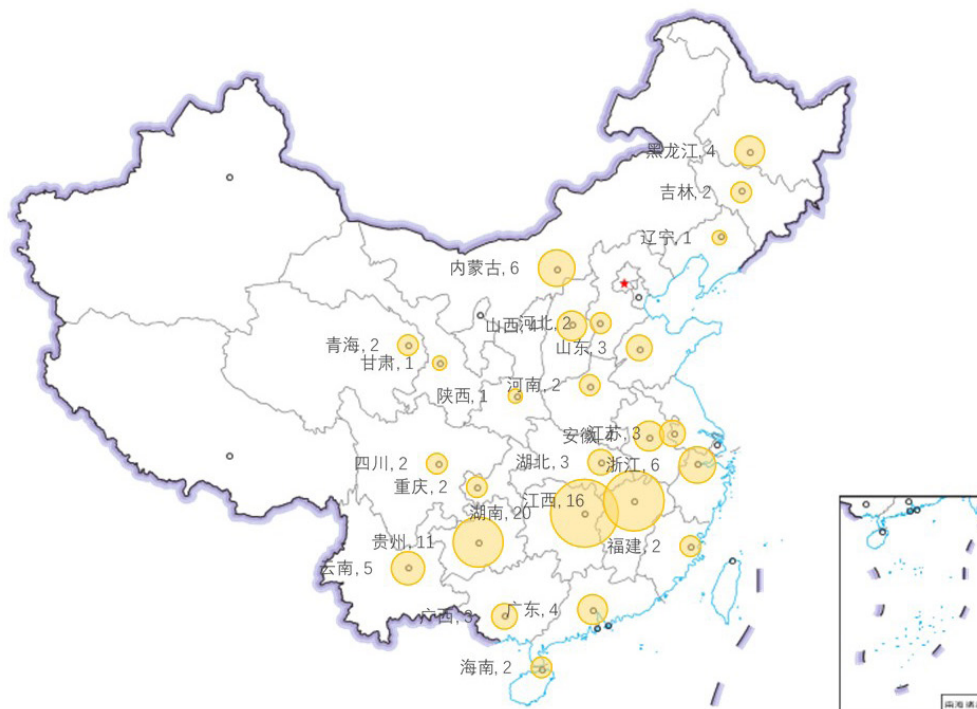 黑龙江, 4
吉林, 2
辽宁, 1
内蒙古, 6
山西, 4
河北, 2
青海, 2
甘肃, 1
山东, 3
陕西, 1
河南, 2
安徽, 4
江苏, 3
四川, 2
湖北, 3
浙江, 6
重庆, 2
江西, 16
湖南, 20
贵州, 11
福建, 2
云南, 5
广西, 3
广东, 4
海南, 2